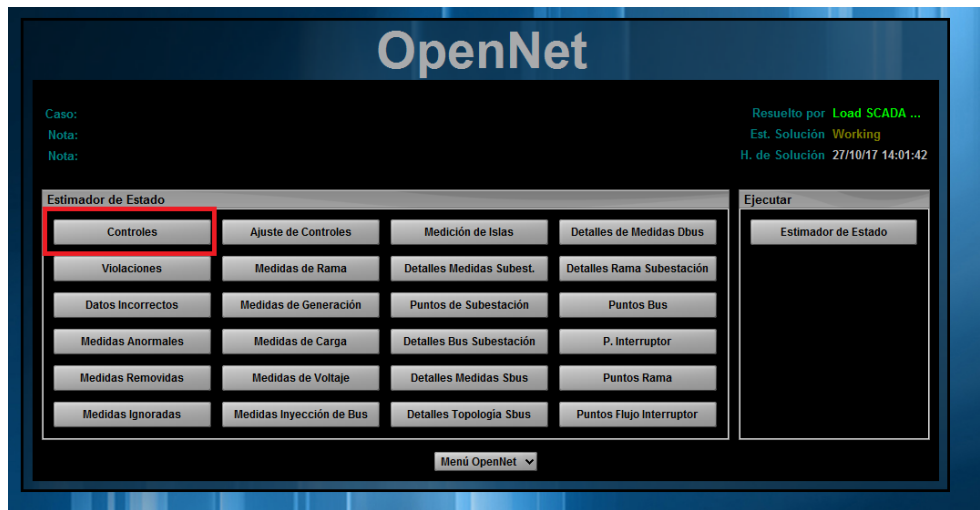 OpenNet
Caso:
Nota:
Nota:
Resuelto por Load SCADA ...
Est. Solución Working
H. de Solución 27/10/17 14:01:42
Estimador de Estado
Ejecutar
Controles Ajuste de Controles Medición de Islas Detalles de Medidas Dbus Estimador de Estado
Violaciones Medidas de Rama Detalles Medidas Subest. Detalles Rama Subestación
Datos Incorrectos Medidas de Generación Puntos de Subestación Puntos Bus
Medidas Anormales Medidas de Carga Detalles Bus Subestación P. Interruptor
Medidas Removidas Medidas de Voltaje Detalles Medidas Sbus Puntos Rama
Medidas Ignoradas Medidas Inyección de Bus Detalles Topología Sbus Puntos Flujo Interruptor
Menú OpenNet